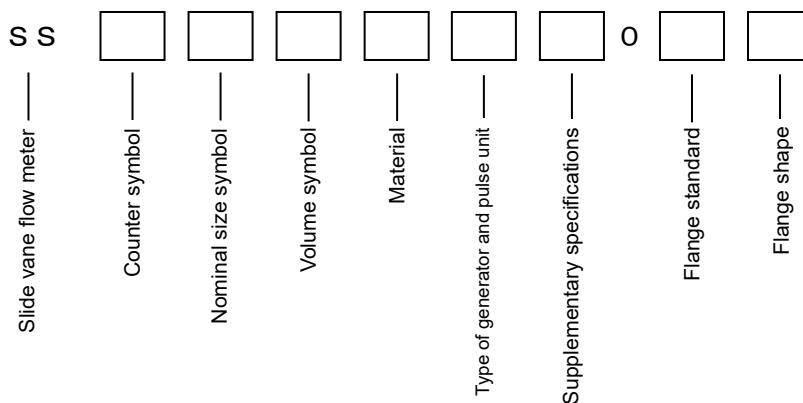 S S 0
Slide vane flow meter
Counter symbol
Nominal size symbol
Volume symbol
Material
Type of generator and pulse unit
Supplementary specifications
Flange standard
Flange shape